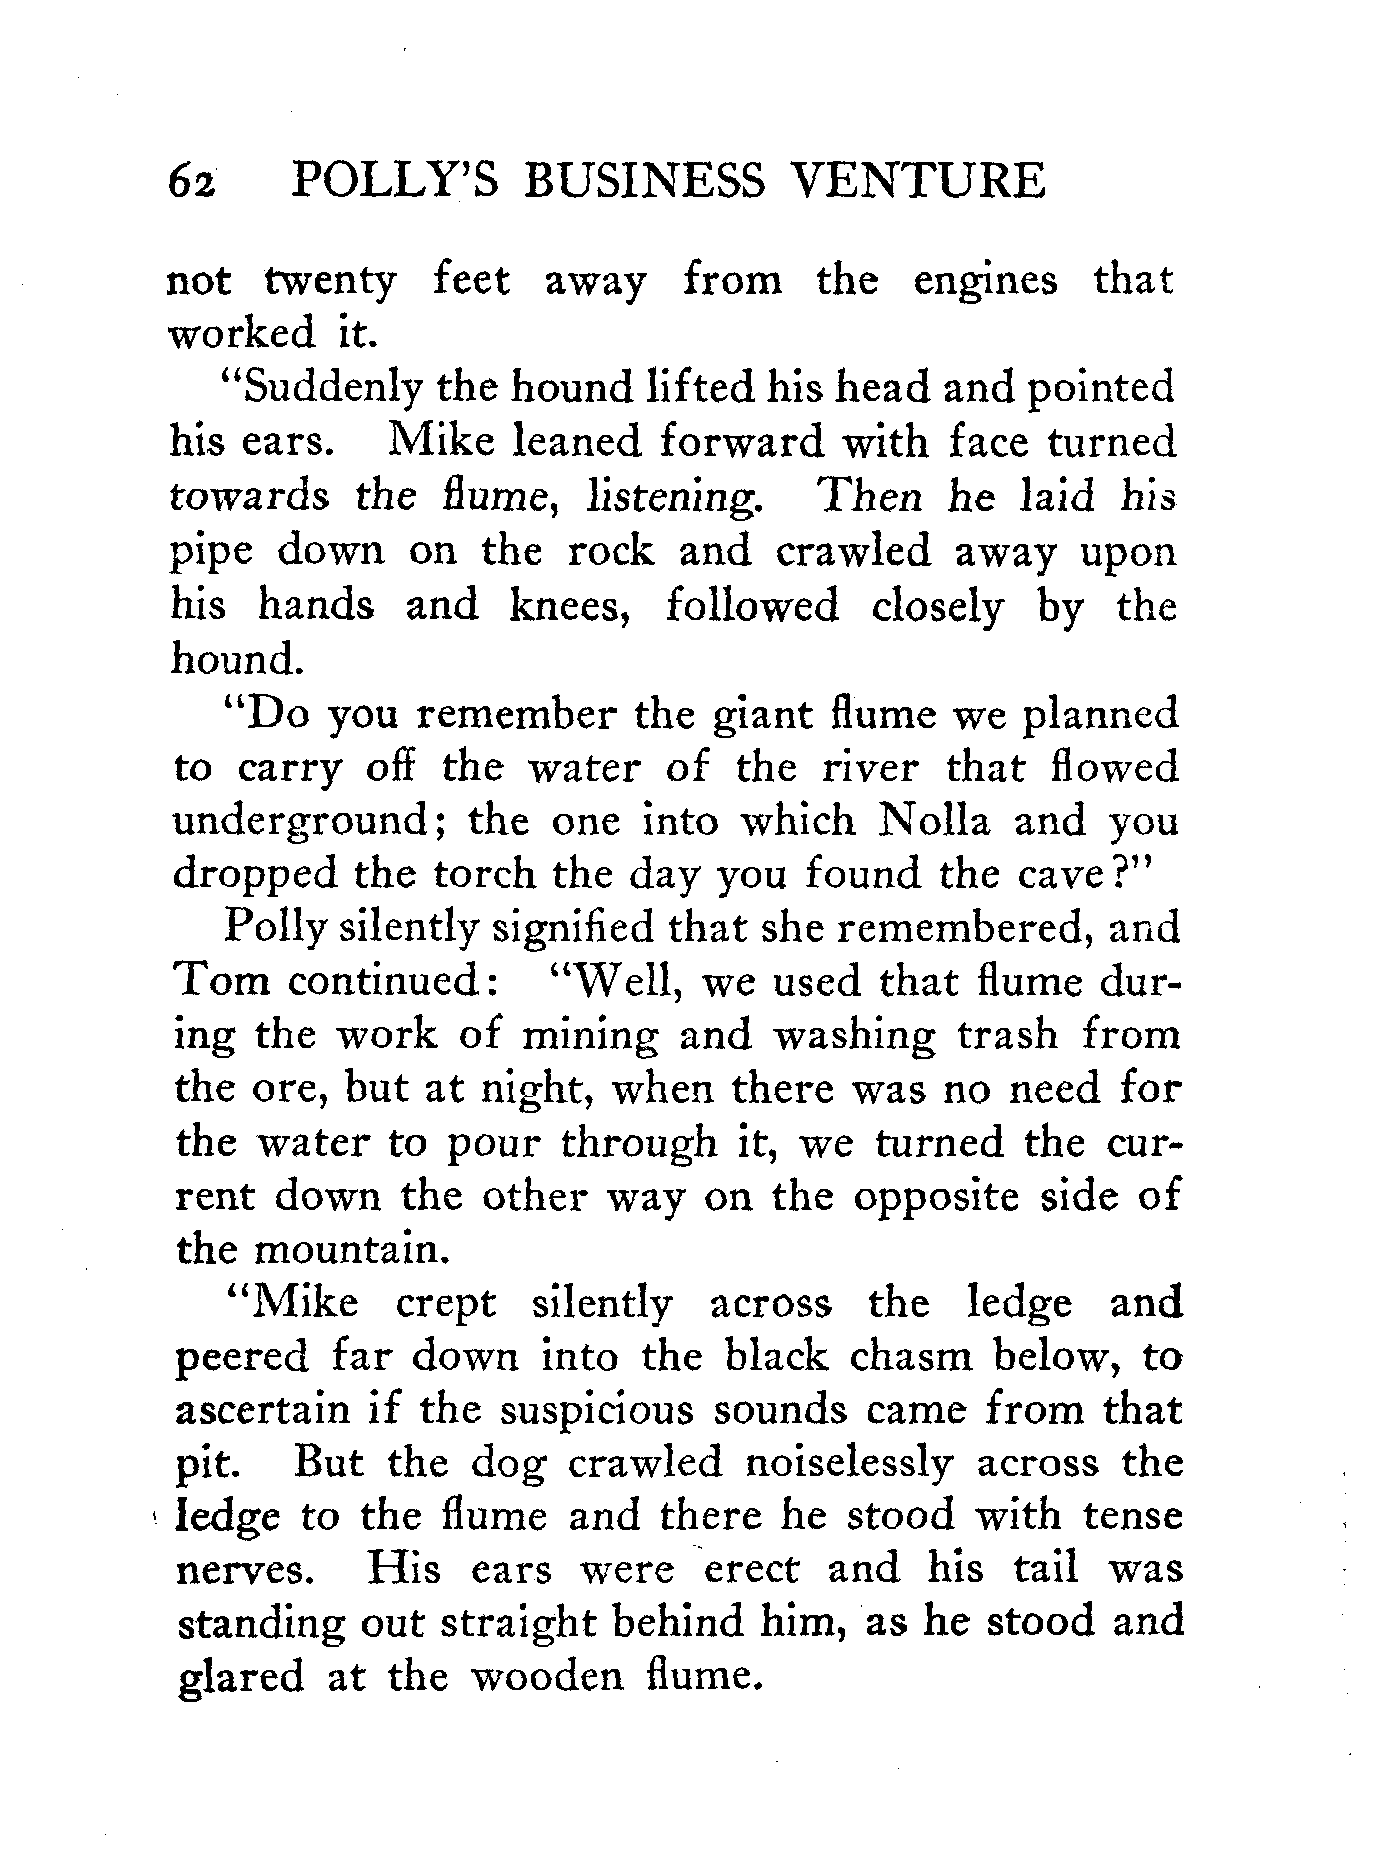 62 POLLY'S BUSINESS VENTURE
not twenty feet away from the engines that
worked it.
"Suddenly the hound lifted his head and pointed
his ears. Mike leaned forward with face turned
towards the flume, listening. Then he laid his
pipe down on the rock and crawled away upon
his hands and knees, followed closely by the
hound.
"Do you remember the giant flume we planned
to carry off the water of the river that flowed
underground; the one into which Nolla and you
dropped the torch the day you found the cave?"
Polly silently signified that she remembered, and
Tom continued: "Well, we used that flume dur-
ing the work of mining and washing trash from
the ore, but at night, when there was no need for
the water to pour through it, we turned the cur-
rent down the other way on the opposite side of
the mountain.
"Mike crept silently across the ledge and
peered far down into the black chasm below, to
ascertain if the suspicious sounds came from that
pit. But the dog crawled noiselessly across the
ledge to the flume and there he stood with tense
nerves. His ears were erect and his tail was
standing out straight behind him, as he stood and
glared at the wooden flume.